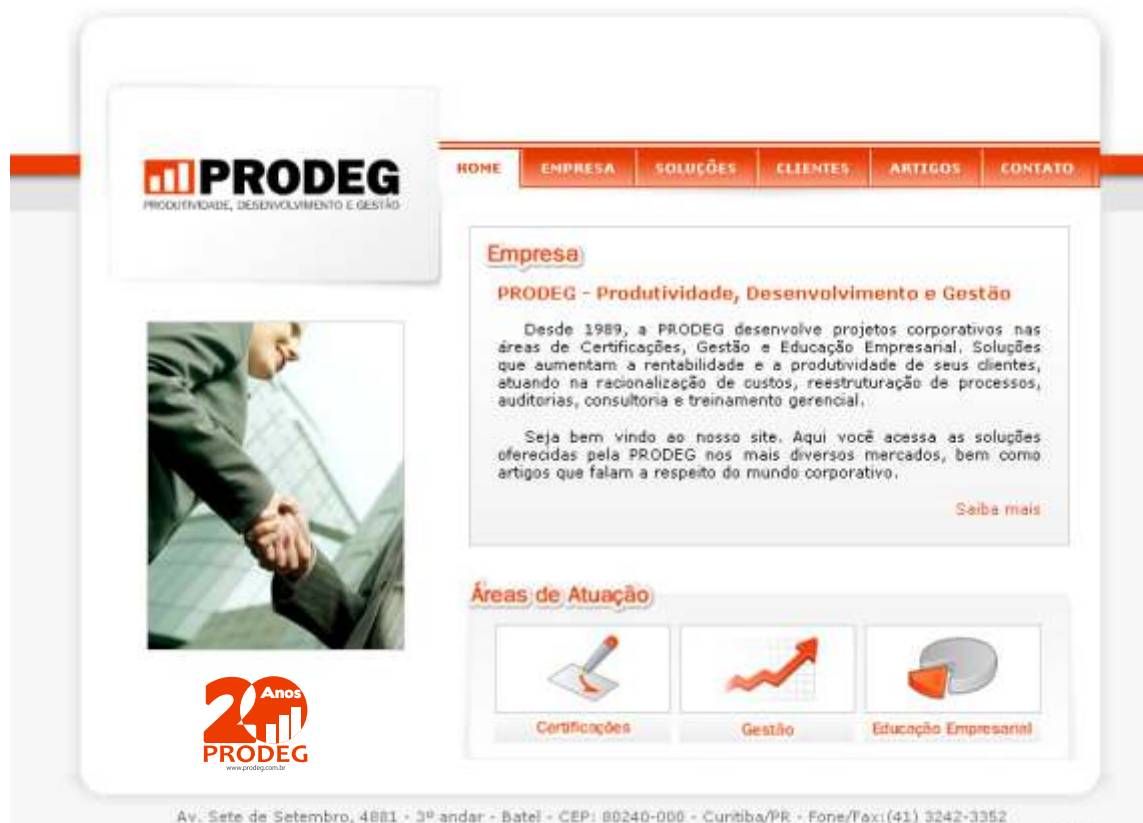 PRODEG
PRODUTIVIDADE, DESENVOLVIMENTO E GESTÃO
HOME EMPRESA SOLUÇÕES CLIENTES ARTIGOS CONTATO
Empresa
PRODEG - Produtividade, Desenvolvimento e Gestão
Desde 1989, a PRODEG desenvolve projetos corporativos nas
áreas de Certificações, Gestão e Educação Empresarial. Soluções
que aumentam a rentabilidade e a produtividade de seus clientes,
atuando na racionalização de custos, reestruturação de processos,
auditorias, consultoria e treinamento gerencial.
Seja bem vindo ao nosso site. Aqui você acessa as soluções
oferecidas pela PRODEG nos mais diversos mercados, bem como
artigos que falam a respeito do mundo corporativo.
Saiba mais
Áreas de Atuação
Certificações Gestão Educação Empresarial
20 Anos
PRODEG
www.prodeg.com.br
Av. Sete de Setembro, 4881 - 3º andar - Batel - CEP: 80240-000 - Curitiba/PR - Fone/Fax:(41) 3242-3352